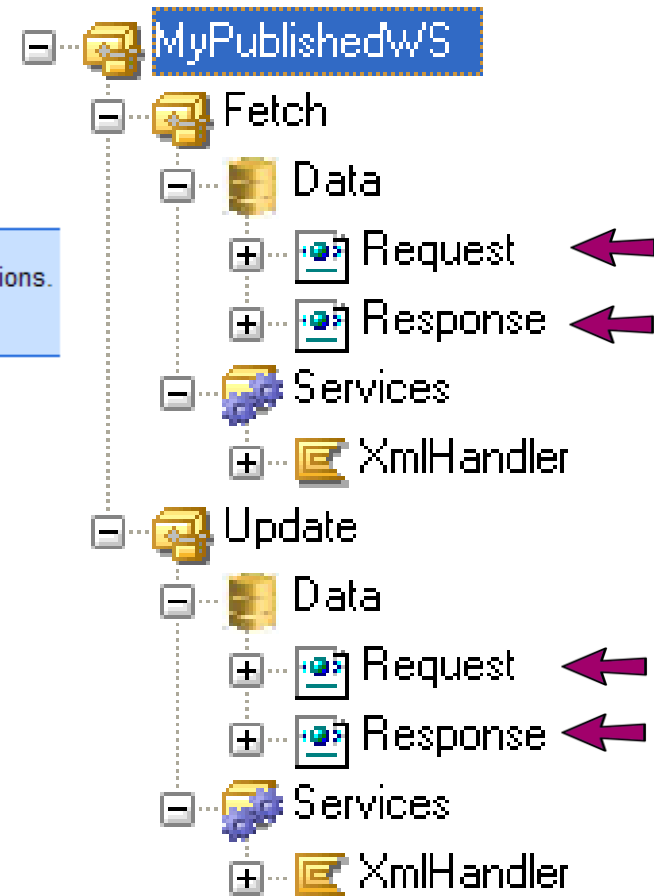 MyPublishedWS
Fetch
Data
Request
ions.
Response
Services
XmlHandler
Update
Data
Request
Response
Services
XmlHandler